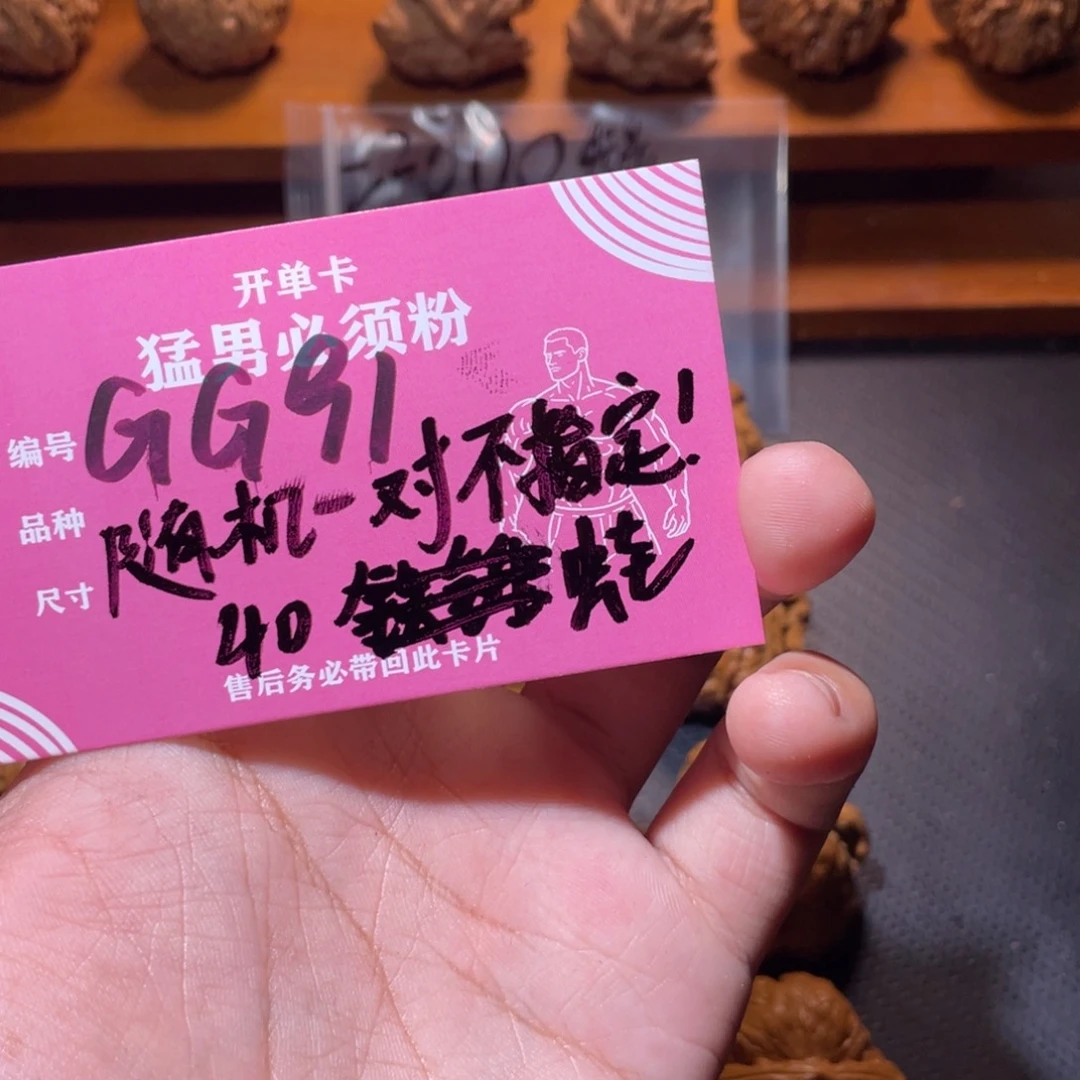 开单卡
猛男必须粉
编号 GG91
品种 随机一对不指定!
尺寸 40 蛙
售后务必带回此卡片